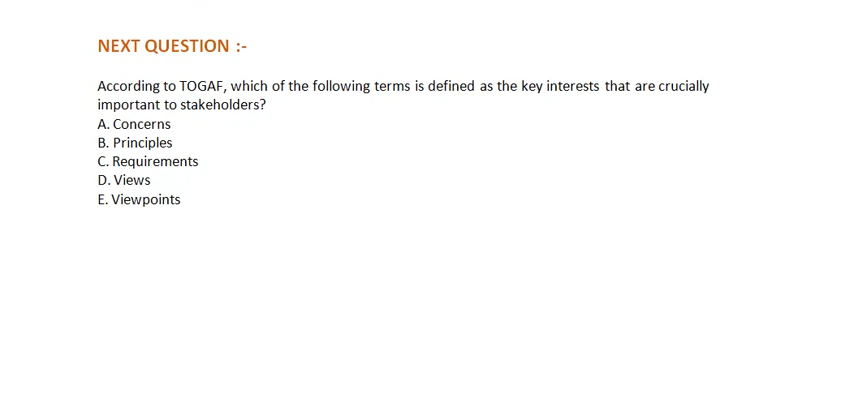 NEXT QUESTION :-
According to TOGAF, which of the following terms is defined as the key interests that are crucially
important to stakeholders?
A. Concerns
B. Principles
C. Requirements
D. Views
E. Viewpoints